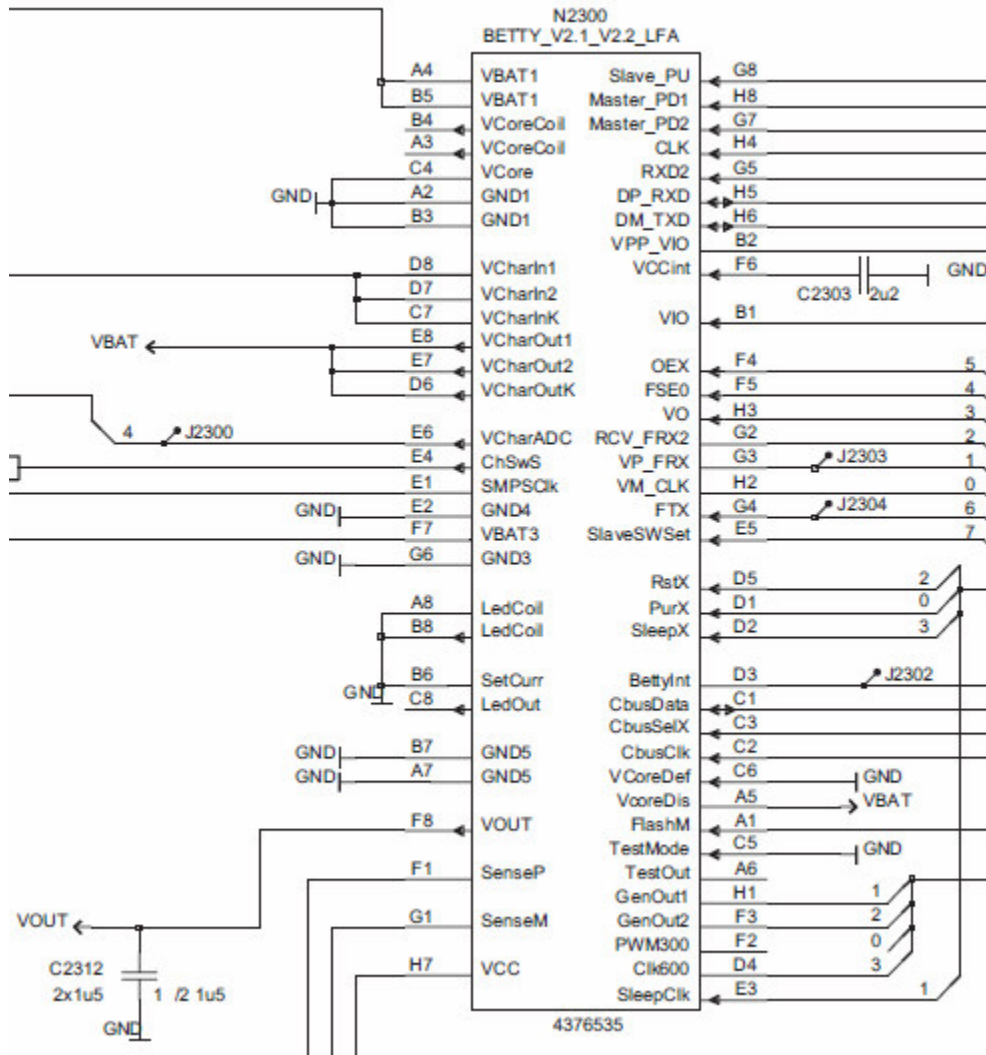 N2300
BETTY_V2.1_V2.2_LFA
A4 VBAT1 Slave_PU G8
B5 VBAT1 Master_PD1 H8
B4 VCoreCoil Master_PD2 G7
A3 VCoreCoil CLK H4
C4 VCore RXD2 G5
GND A2 GND1 DP_RXD H5
B3 GND1 DM_TXD H6
VPP_VIO B2
D8 VCharIn1 VCCint F6 GND
D7 VCharIn2 C2303 2u2
C7 VCharInK VIO B1
VBAT E8 VCharOut1
E7 VCharOut2 OEX F4 5
D6 VCharOutK FSE0 F5 4
VO H3 3
4 J2300 E6 VCharADC RCV_FRX2 G2 2
E4 ChSwS VP_FRX G3 J2303 1
E1 SMPSClk VM_CLK H2 0
GND E2 GND4 FTX G4 J2304 6
F7 VBAT3 SlaveSWSet E5 7
GND G6 GND3
RstX D5 2
A8 LedCoil PurX D1 0
B8 LedCoil SleepX D2 3
B6 SetCurr BettyInt D3 J2302
GND C8 LedOut CbusData C1
CbusSelX C3
GND B7 GND5 CbusClk C2
GND A7 GND5 VCoreDef C6 GND
VcoreDis A5 VBAT
F8 VOUT FlashM A1
TestMode C5 GND
F1 SenseP TestOut A6
GenOut1 H1 1
VOUT G1 SenseM GenOut2 F3 2
PWM300 F2 0
C2312 H7 VCC Clk600 D4 3
2x1u5 1 /2 1u5 SleepClk E3 1
GND
4376535